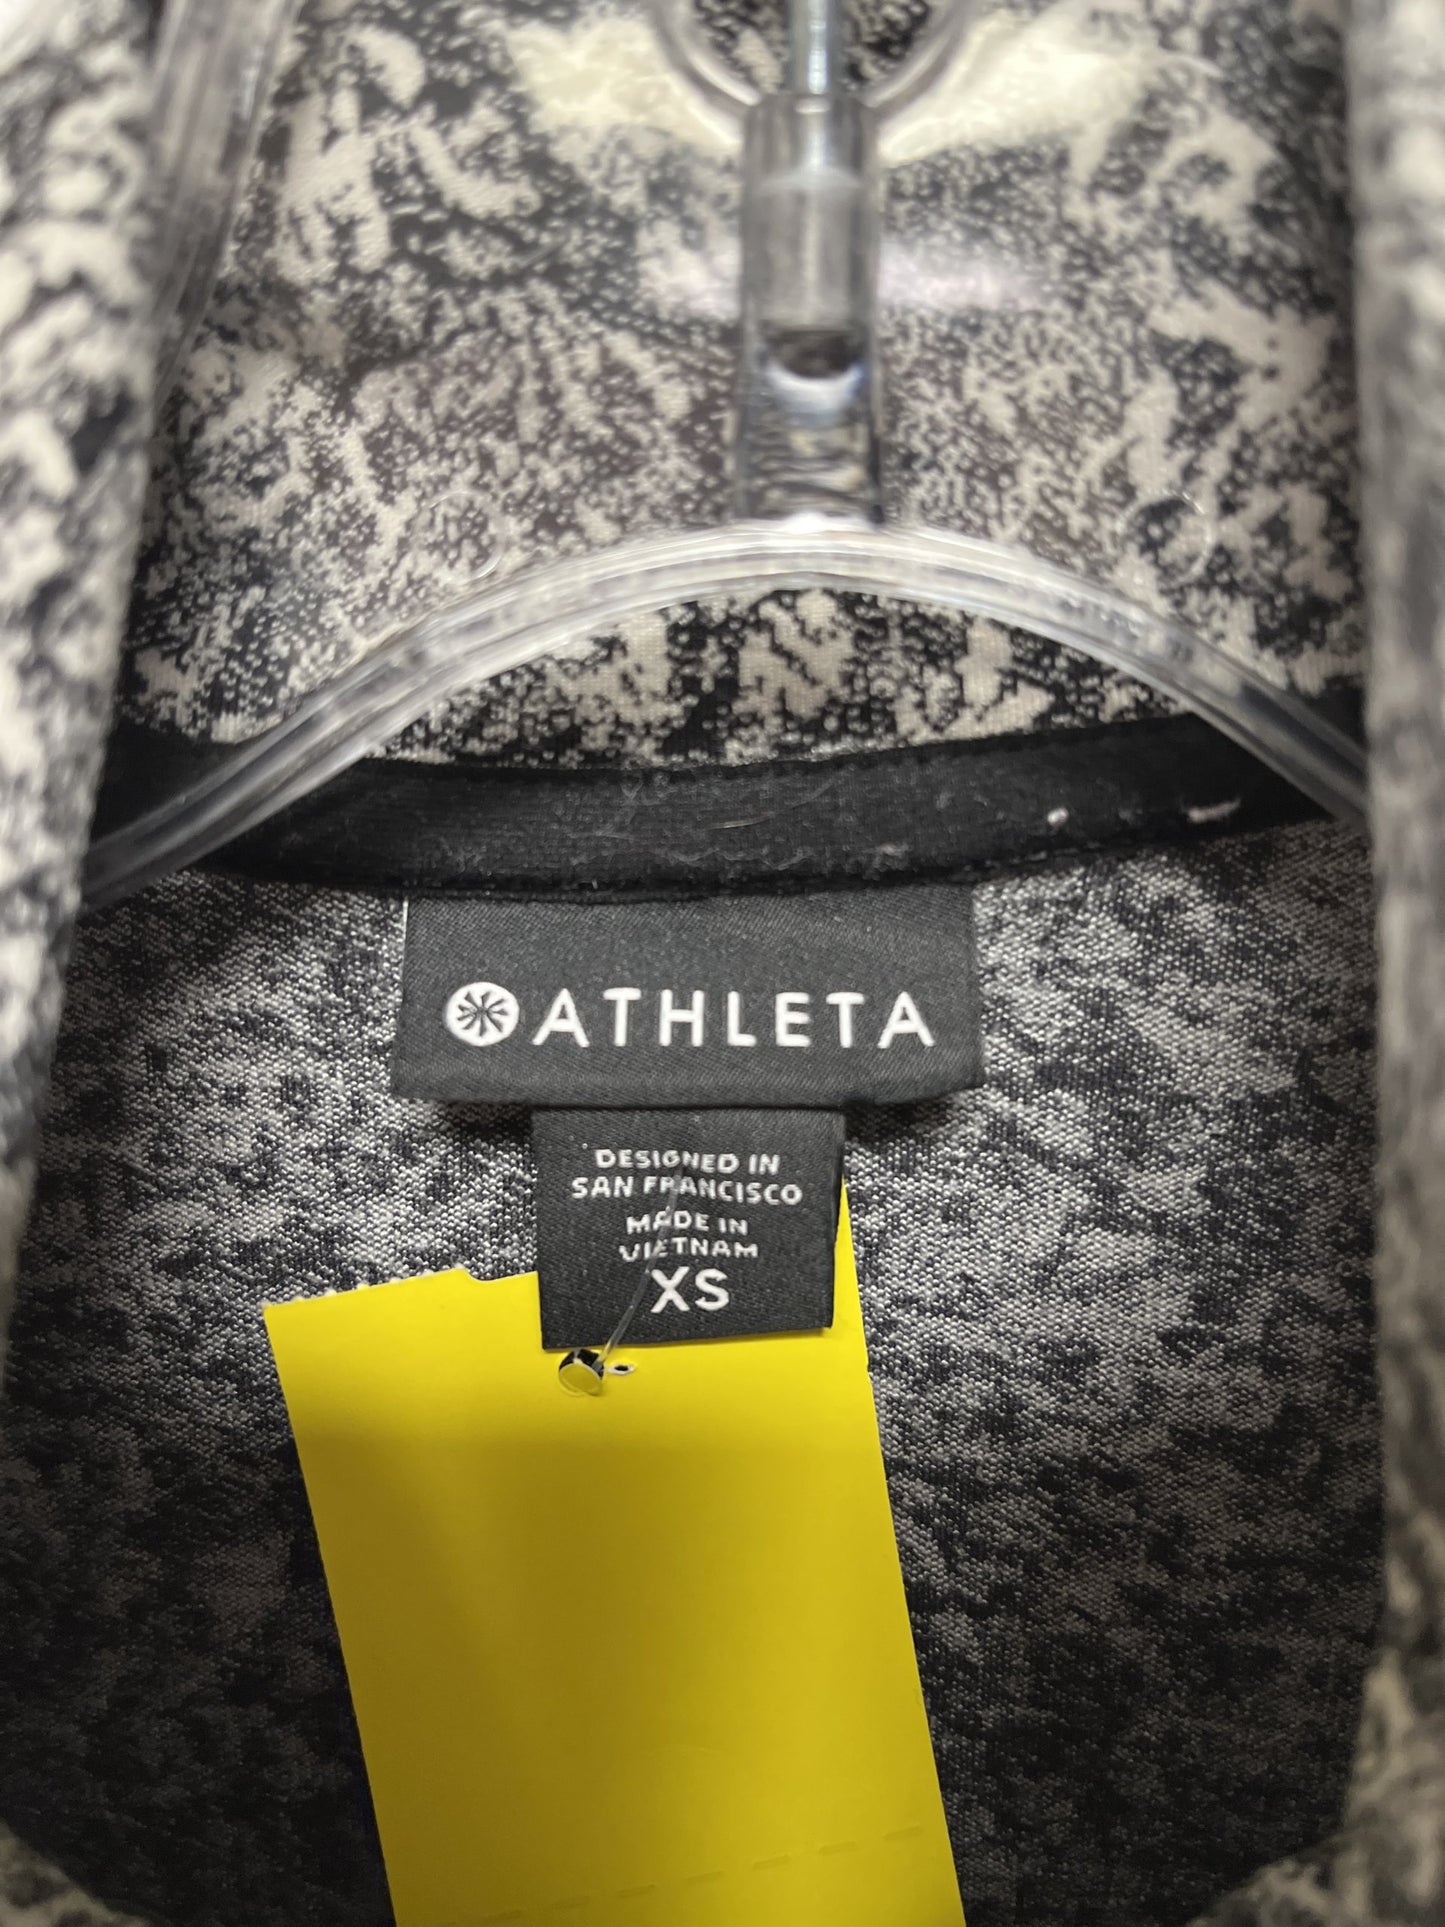 ATHLETA
DESIGNED IN
SAN FRANCISCO
MADE IN
VIETNAM
XS